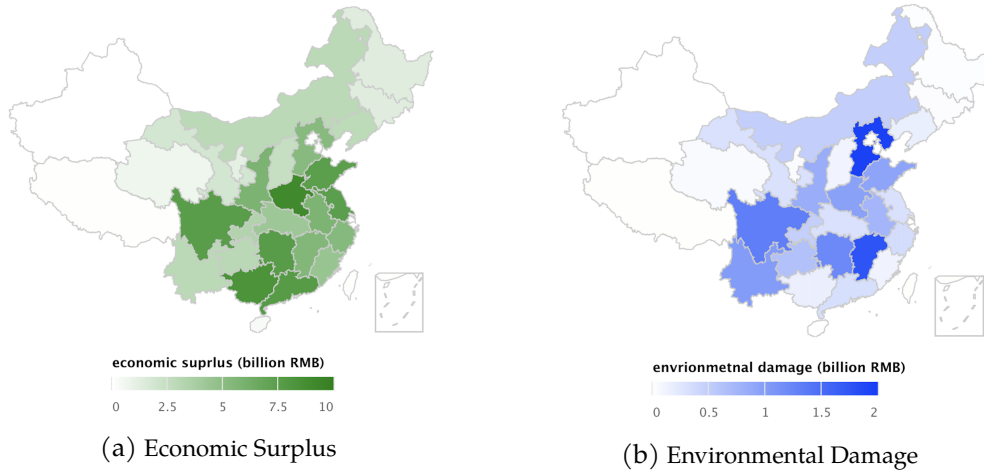 economic suprlus (billion RMB)
0 2.5 5 7.5 10
(a) Economic Surplus
envrionmetnal damage (billion RMB)
0 0.5 1 1.5 2
(b) Environmental Damage